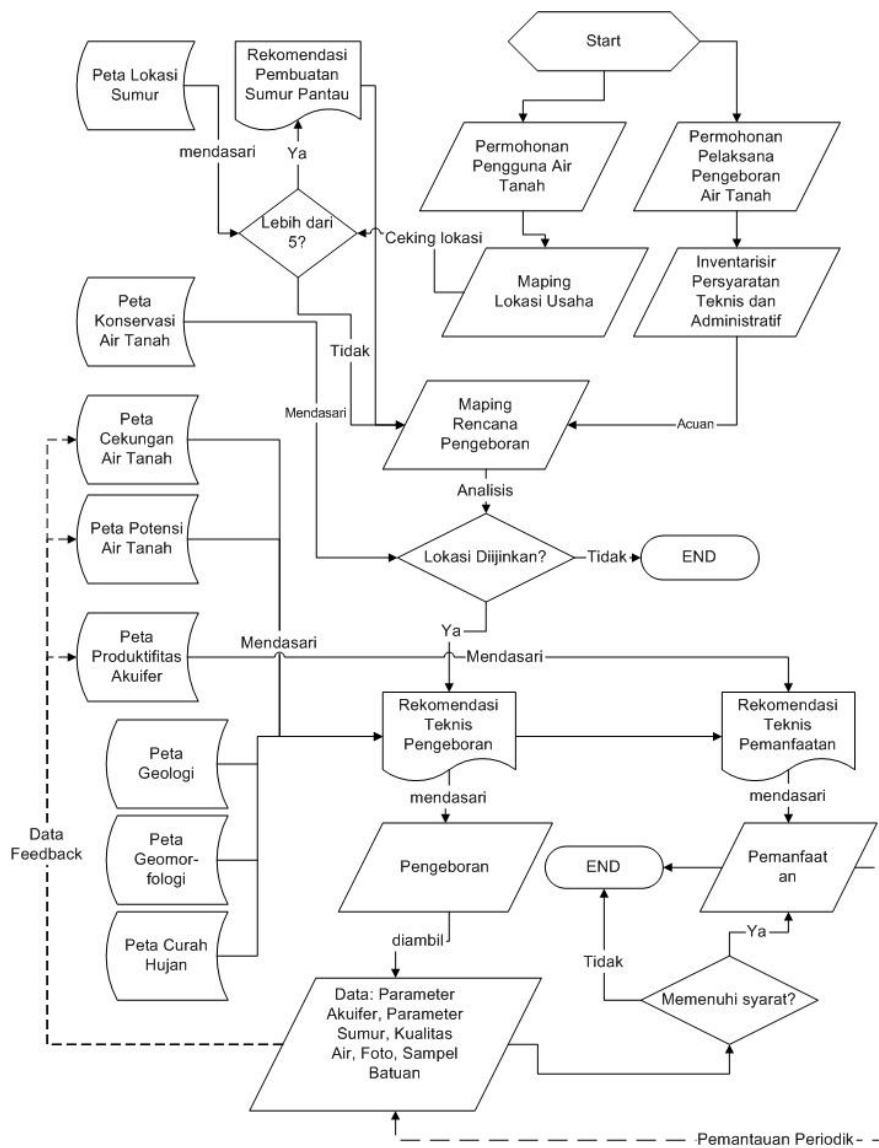 Start
Peta Lokasi
Sumur
Rekomendasi
Pembuatan
Sumur Pantau
mendasari
Ya
Permohonan
Pengguna Air
Tanah
Permohonan
Pelaksana
Pengeboran
Air Tanah
Lebih dari
5?
Ceking lokasi
Maping
Lokasi Usaha
Inventarisir
Persyaratan
Teknis dan
Administratif
Peta
Konservasi
Air Tanah
Tidak
Mendasari
Maping
Rencana
Pengeboran
Acuan
Peta
Cekungan
Air Tanah
Analisis
Peta Potensi
Air Tanah
Lokasi Diijinkan?
Tidak
END
Ya
Peta
Produktifitas
Akuifer
Mendasari
Mendasari
Rekomendasi
Teknis
Pengeboran
Rekomendasi
Teknis
Pemanfaatan
Peta
Geologi
mendasari
mendasari
Data
Feedback
Peta
Geomor-
fologi
Pengeboran
END
Pemanfaat
an
Peta Curah
Hujan
diambil
Tidak
Ya
Memenuhi syarat?
Data: Parameter
Akuifer, Parameter
Sumur, Kualitas
Air, Foto, Sampel
Batuan
Pemantauan Periodik